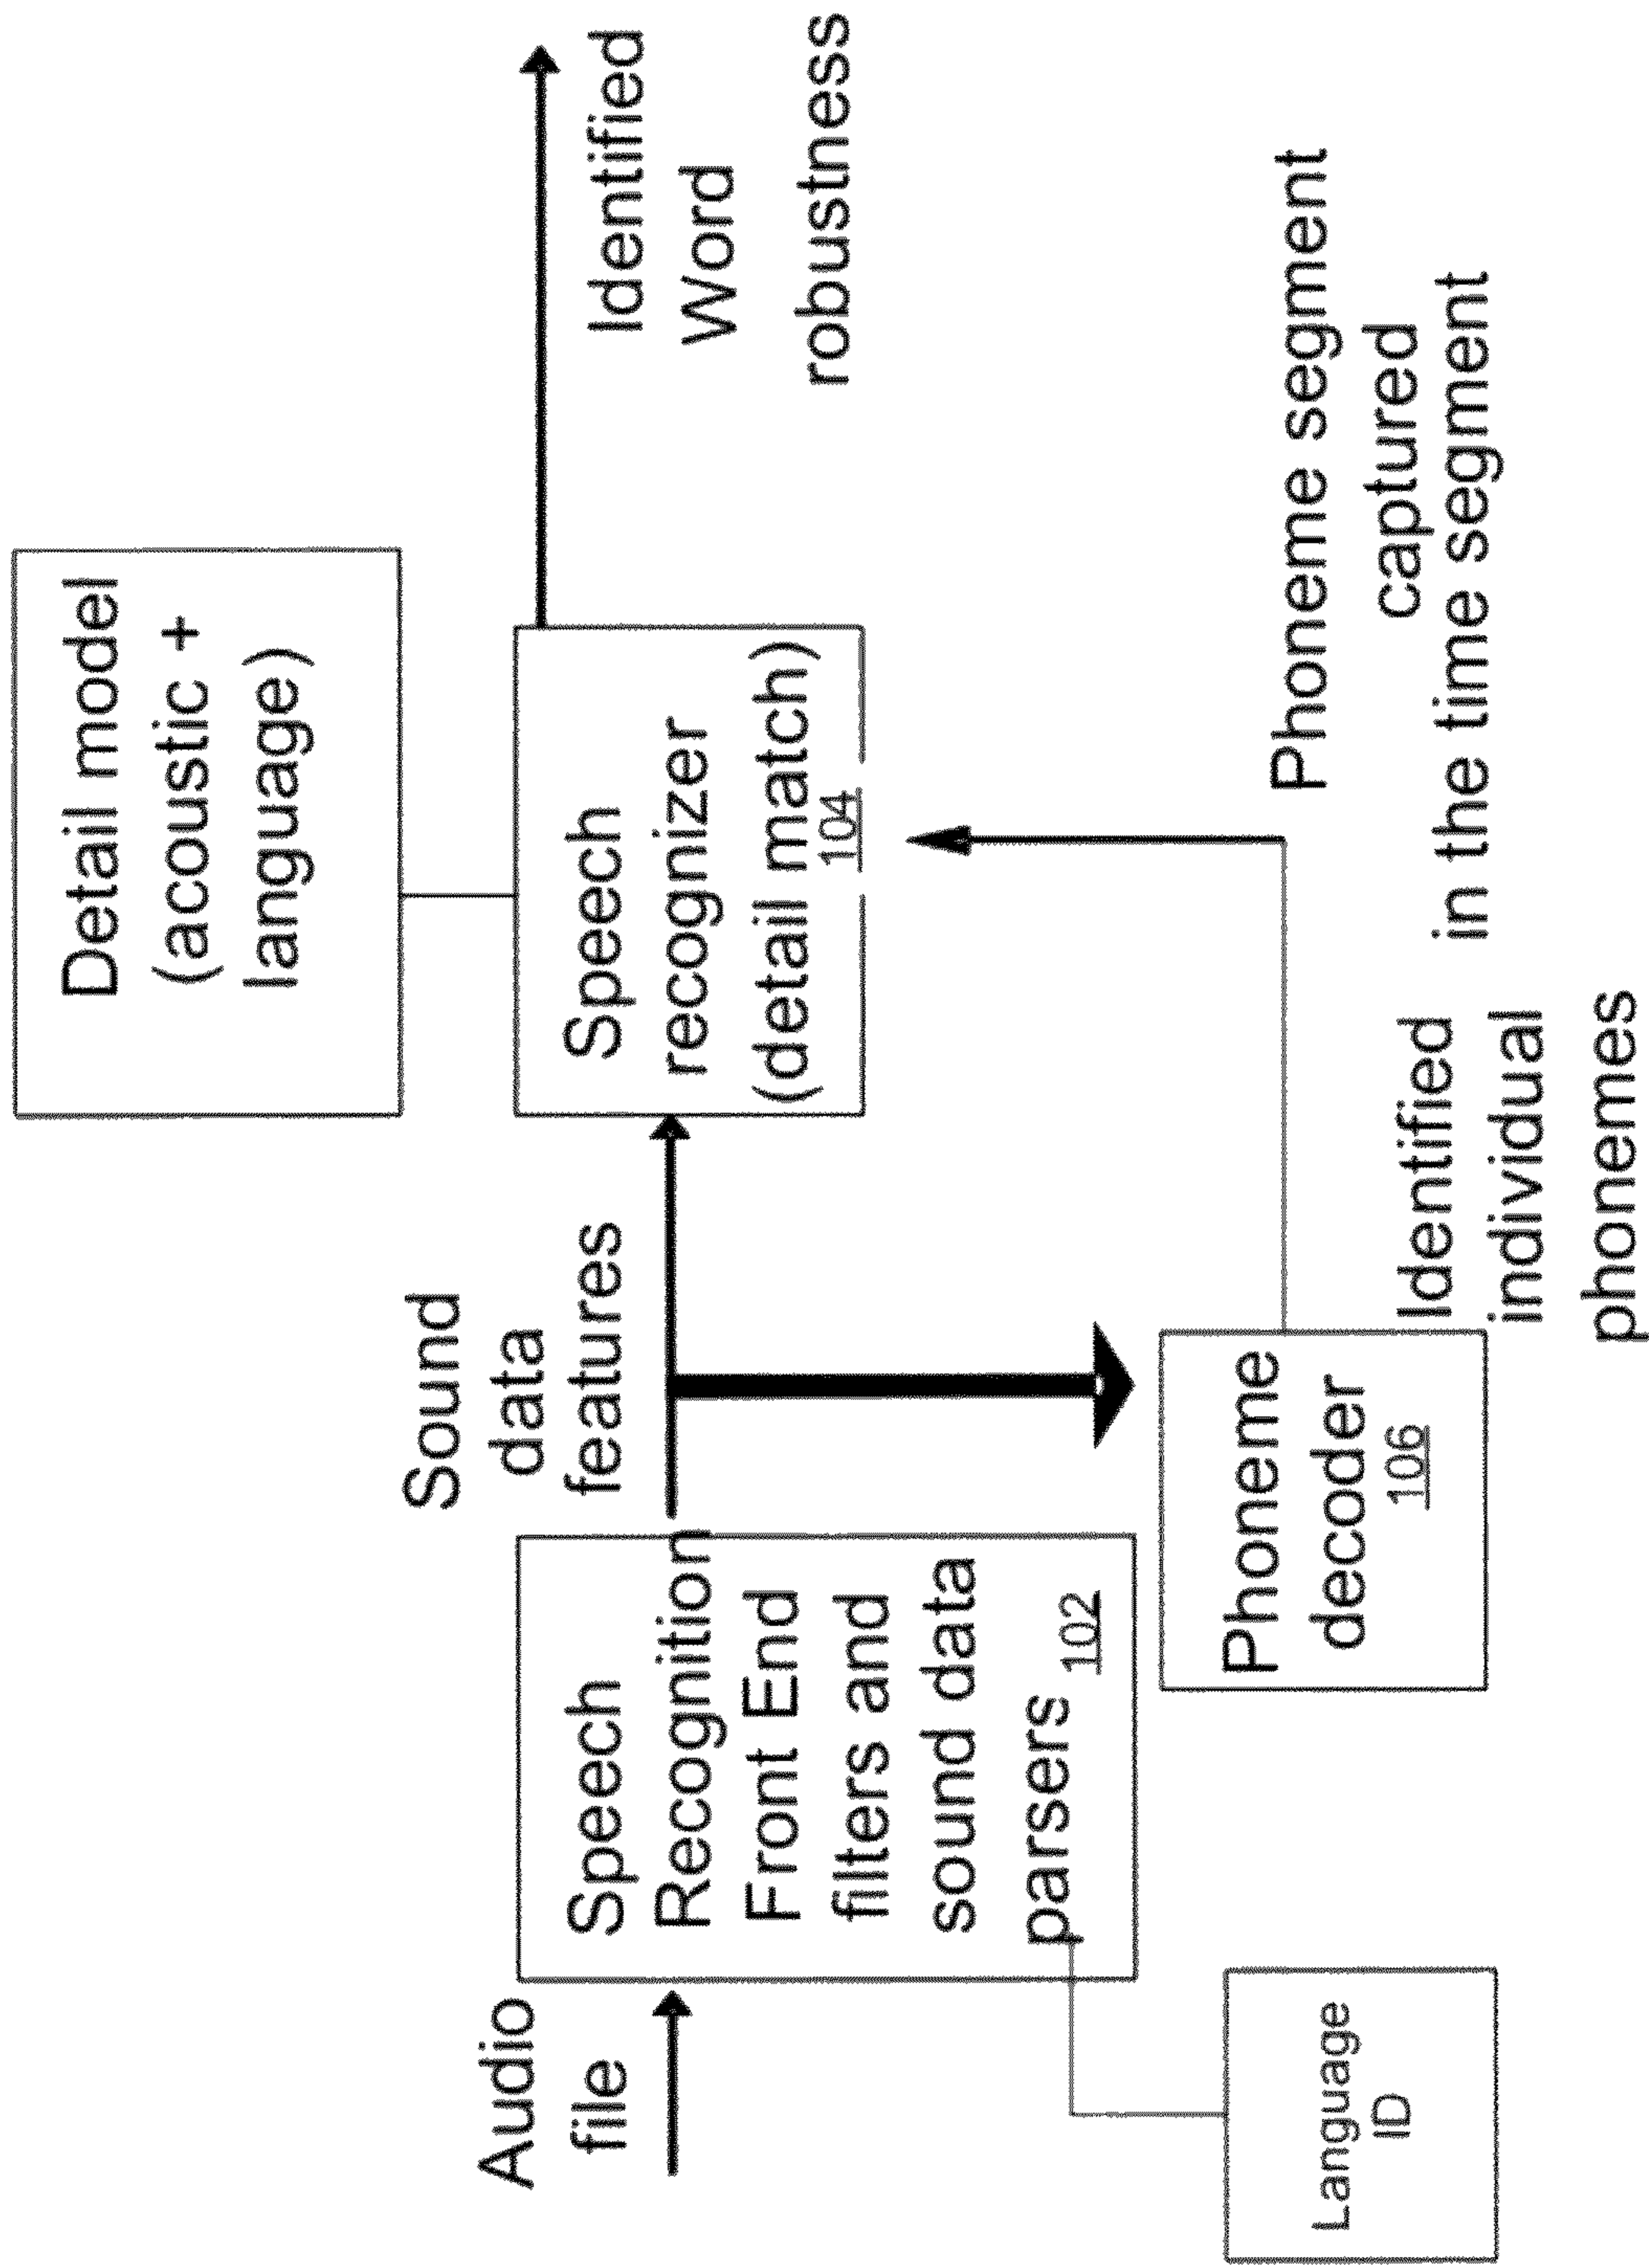 Audio
file
Speech
Recognition
Front End
filters and
sound data
parsers 102
Language
ID
Sound
data
features
Phoneme
decoder
106
Detail model
(acoustic +
language)
Speech
recognizer
(detail match)
104
Identified
individual
phonemes
Phoneme segment
captured
in the time segment
Identified
Word
robustness